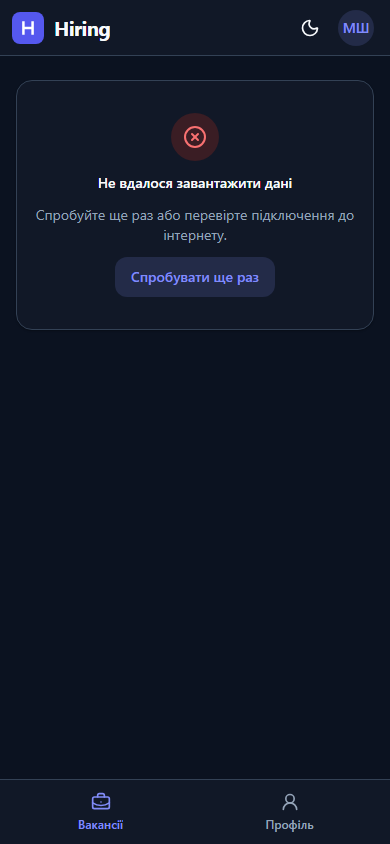 H Hiring МШ
Не вдалося завантажити дані
Спробуйте ще раз або перевірте підключення до
інтернету.
Спробувати ще раз
Вакансії Профіль